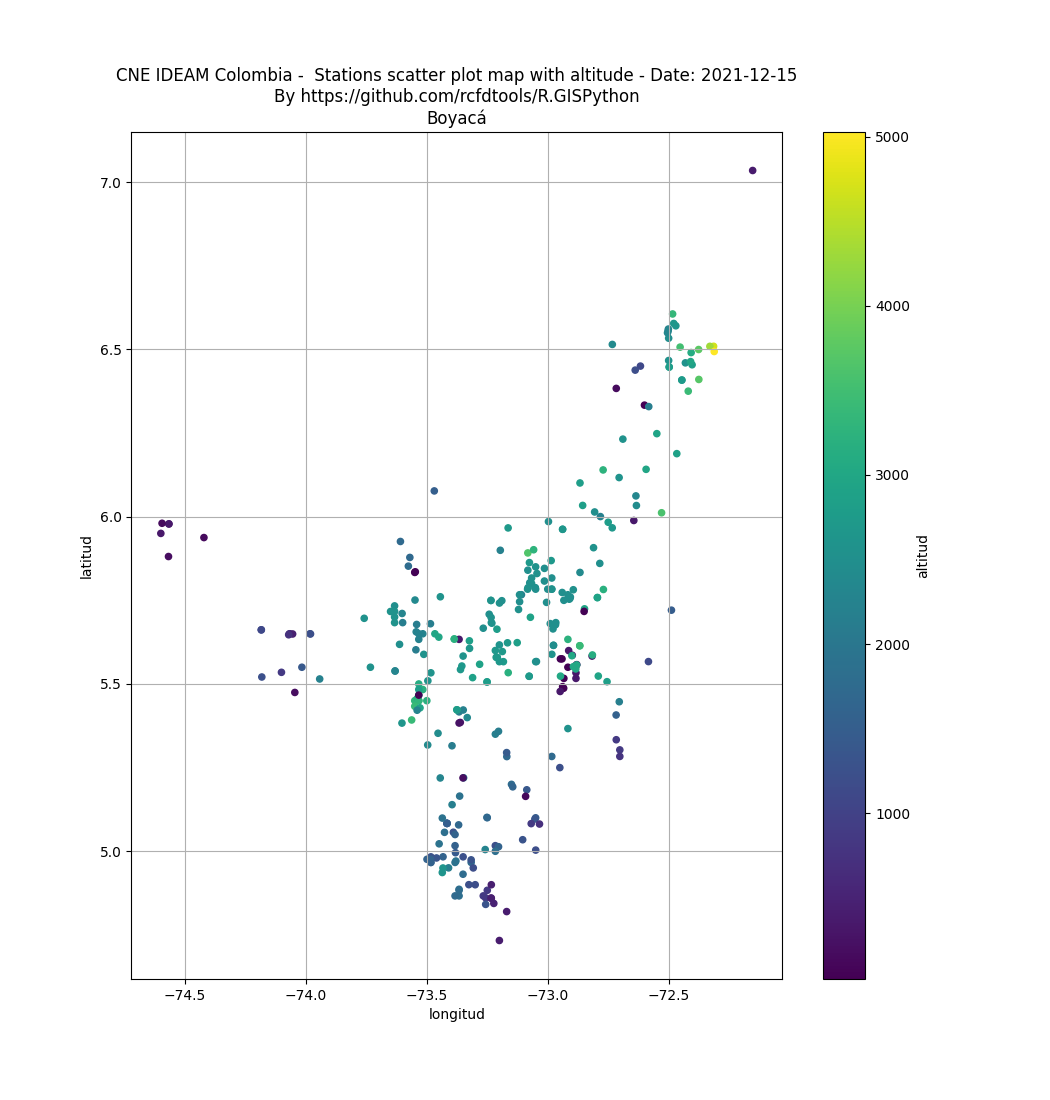 CNE IDEAM Colombia -  Stations scatter plot map with altitude - Date: 2021-12-15
By https://github.com/rcfdtools/R.GISPython
Boyacá
7.0
6.5
6.0
5.5
5.0
latitud
−74.5 −74.0 −73.5 −73.0 −72.5
longitud
5000
4000
3000
2000
1000
altitud